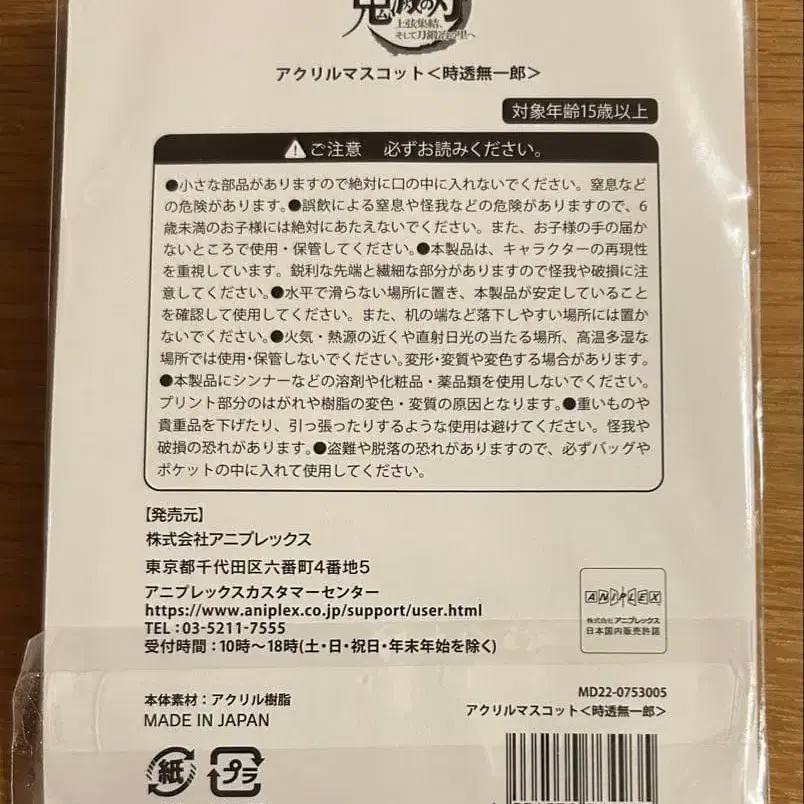 鬼滅の刃
上弦集結、
そして刀鍛冶の里へ
アクリルマスコット＜時透無一郎＞
対象年齢15歳以上
ご注意 必ずお読みください。
●小さな部品がありますので絶対に口の中に入れないでください。窒息など
の危険があります。●誤飲による窒息や怪我などの危険がありますので、6
歳未満のお子様には絶対にあたえないでください。また、お子様の手の届か
ないところで使用・保管してください。●本製品は、キャラクターの再現性
を重視しています。鋭利な先端と繊細な部分がありますので怪我や破損に注
意してください。●水平で滑らない場所に置き、本製品が安定していること
を確認して使用してください。また、机の端など落下しやすい場所には置か
ないでください。●火気・熱源の近くや直射日光の当たる場所、高温多湿な
場所では使用・保管しないでください。変形・変質や変色する場合があります。
●本製品にシンナーなどの溶剤や化粧品・薬品類を使用しないでください。
プリント部分のはがれや樹脂の変色・変質の原因となります。●重いものや
貴重品を下げたり、引っ張ったりするような使用は避けてください。怪我や
破損の恐れがあります。●盗難や脱落の恐れがありますので、必ずバッグや
ポケットの中に入れて使用してください。
【発売元】
株式会社アニプレックス
東京都千代田区六番町4番地5
アニプレックスカスタマーセンター
https://www.aniplex.co.jp/support/user.html
TEL：03-5211-7555
受付時間：10時～18時(土・日・祝日・年末年始を除く)
ANIPLEX
株式会社アニプレックス
日本国内販売許諾
本体素材：アクリル樹脂
MADE IN JAPAN
MD22-0753005
アクリルマスコット＜時透無一郎＞
紙
プラ